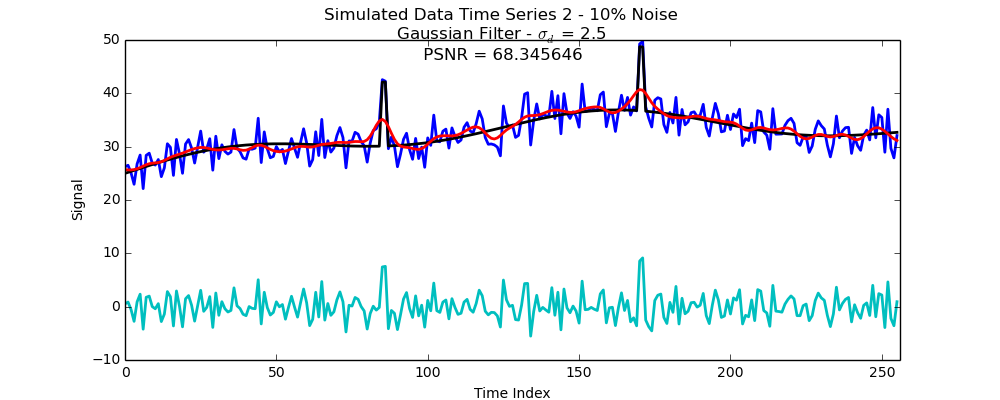 Simulated Data Time Series 2 - 10% Noise
Gaussian Filter - σd = 2.5
PSNR = 68.345646
50
40
30
20
10
0
−10
Signal
0 50 100 150 200 250
Time Index